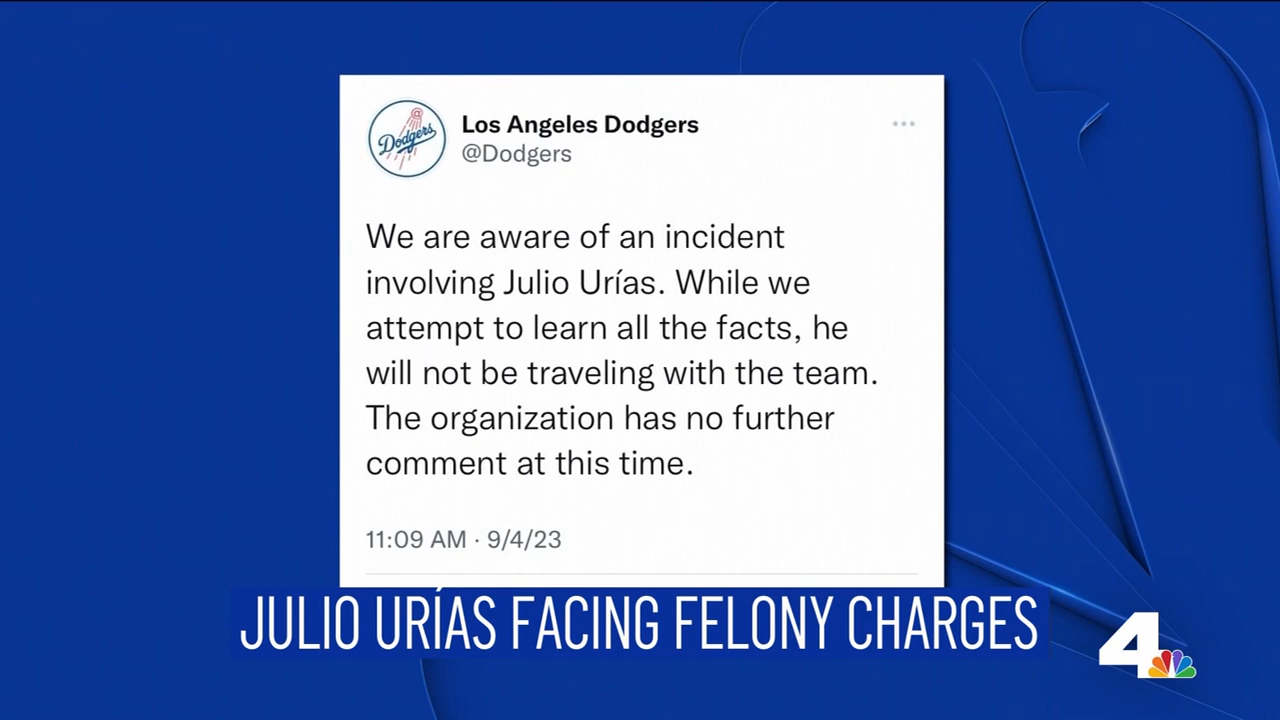 Dodgers
Los Angeles Dodgers
@Dodgers
We are aware of an incident
involving Julio Urías. While we
attempt to learn all the facts, he
will not be traveling with the team.
The organization has no further
comment at this time.
11:09 AM · 9/4/23
JULIO URÍAS FACING FELONY CHARGES
4